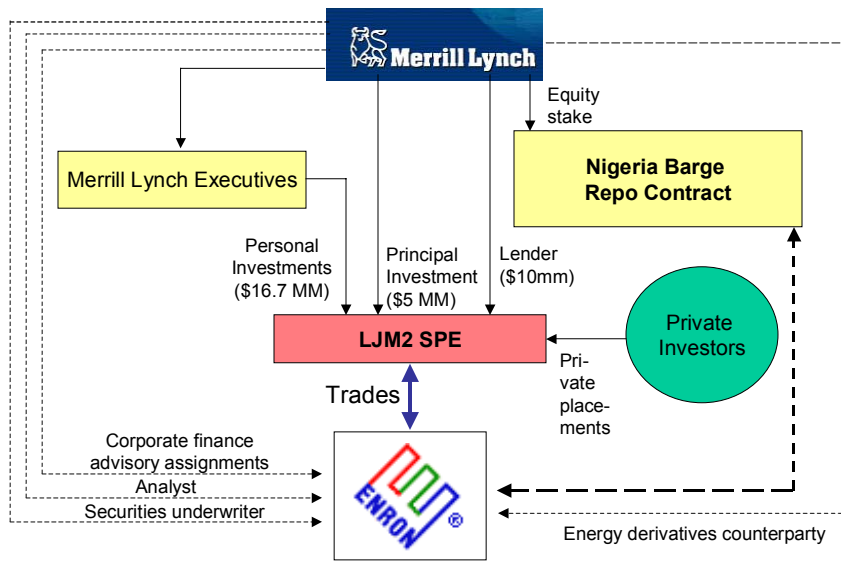 Merrill Lynch
Equity
stake
Merrill Lynch Executives
Nigeria Barge
Repo Contract
Personal
Investments
($16.7 MM)
Principal
Investment
($5 MM)
Lender
($10mm)
Private
Investors
LJM2 SPE
Pri-
vate
place-
ments
Trades
Corporate finance
advisory assignments
Analyst
Securities underwriter
ENRON
®
Energy derivatives counterparty